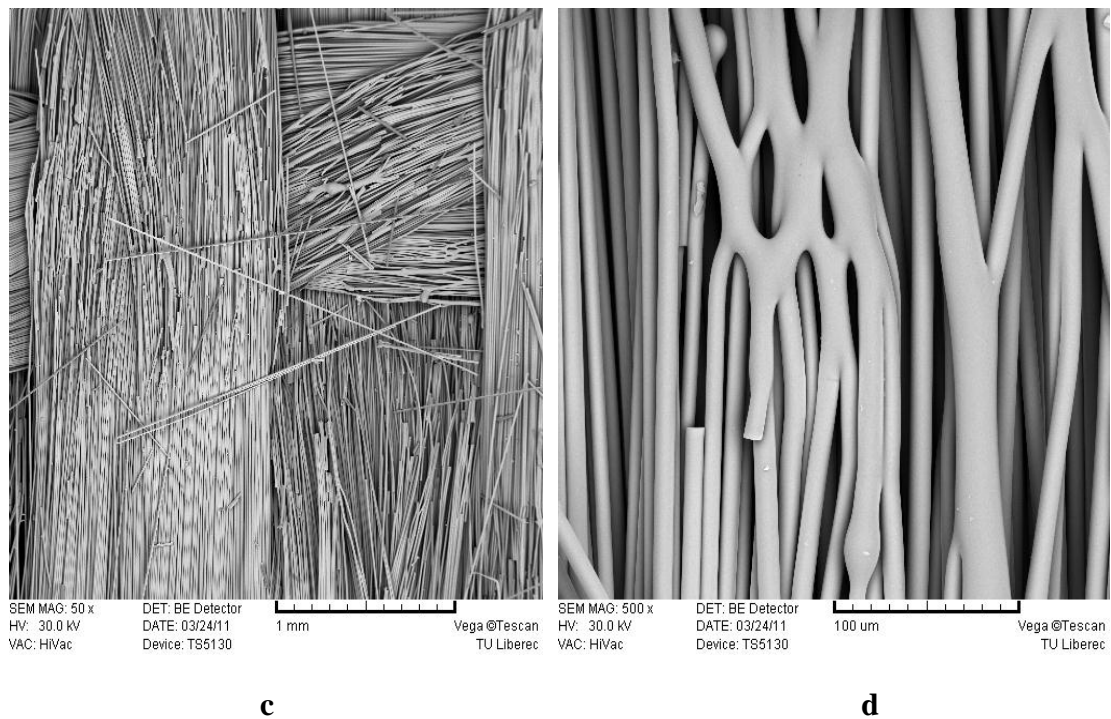 SEM MAG: 50 x DET: BE Detector
HV: 30.0 kV DATE: 03/24/11 1 mm Vega ©Tescan
VAC: HiVac Device: TS5130 TU Liberec
SEM MAG: 500 x DET: BE Detector
HV: 30.0 kV DATE: 03/24/11 100 um Vega ©Tescan
VAC: HiVac Device: TS5130 TU Liberec
c
d